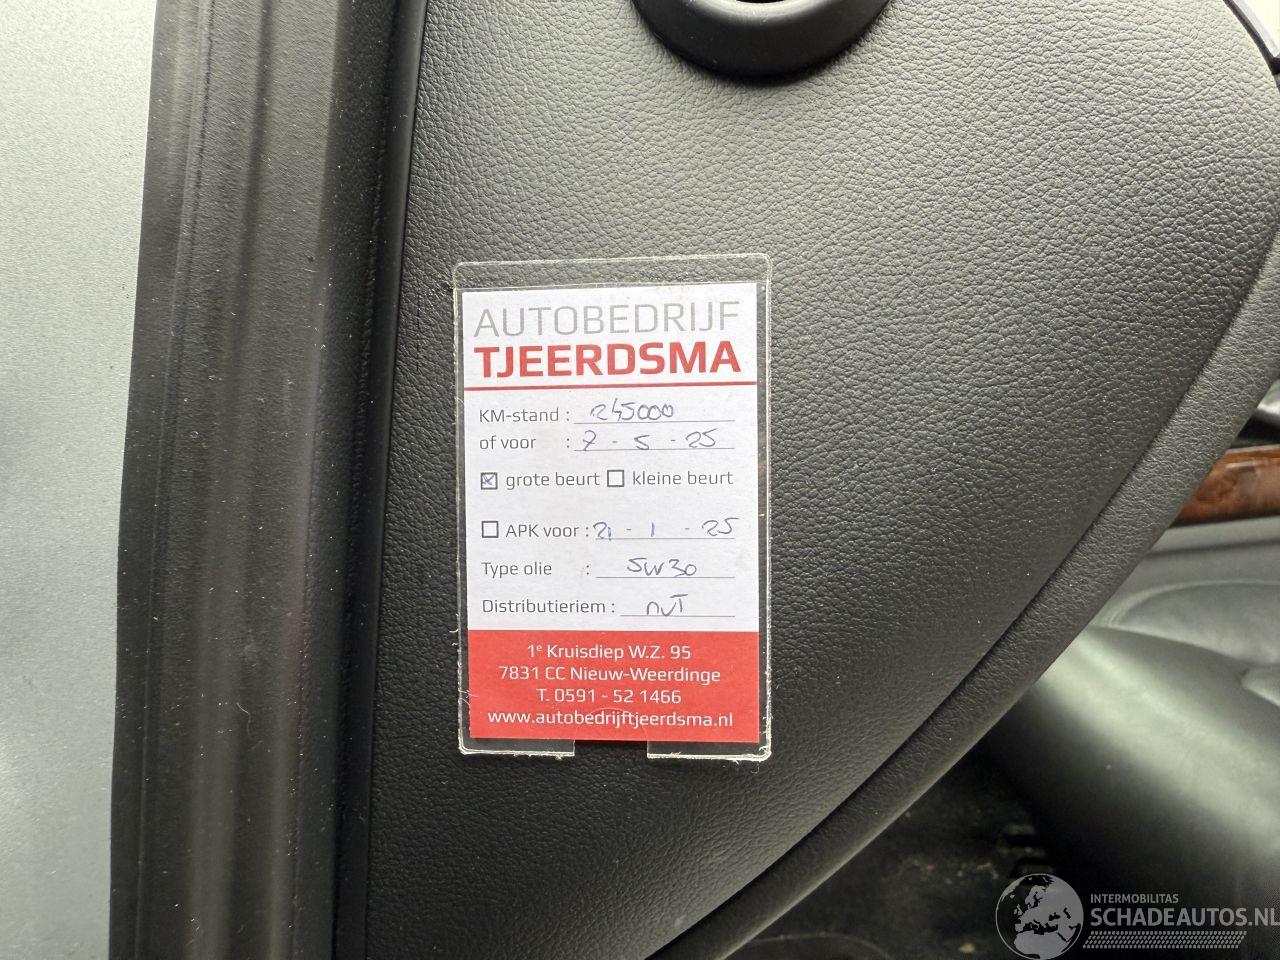 AUTOBEDRIJF
TJEERDSMA
KM-stand : 245000
of voor : 7 - 5 - 25
☒ grote beurt ☐ kleine beurt
☐ APK voor : 21 - 1 - 25
Type olie : 5W30
Distributieriem : nvt
1e Kruisdiep W.Z. 95
7831 CC Nieuw-Weerdinge
T. 0591 - 52 1466
www.autobedrijftjeerdsma.nl
INTERMOBILITAS
SCHADEAUTOS.NL